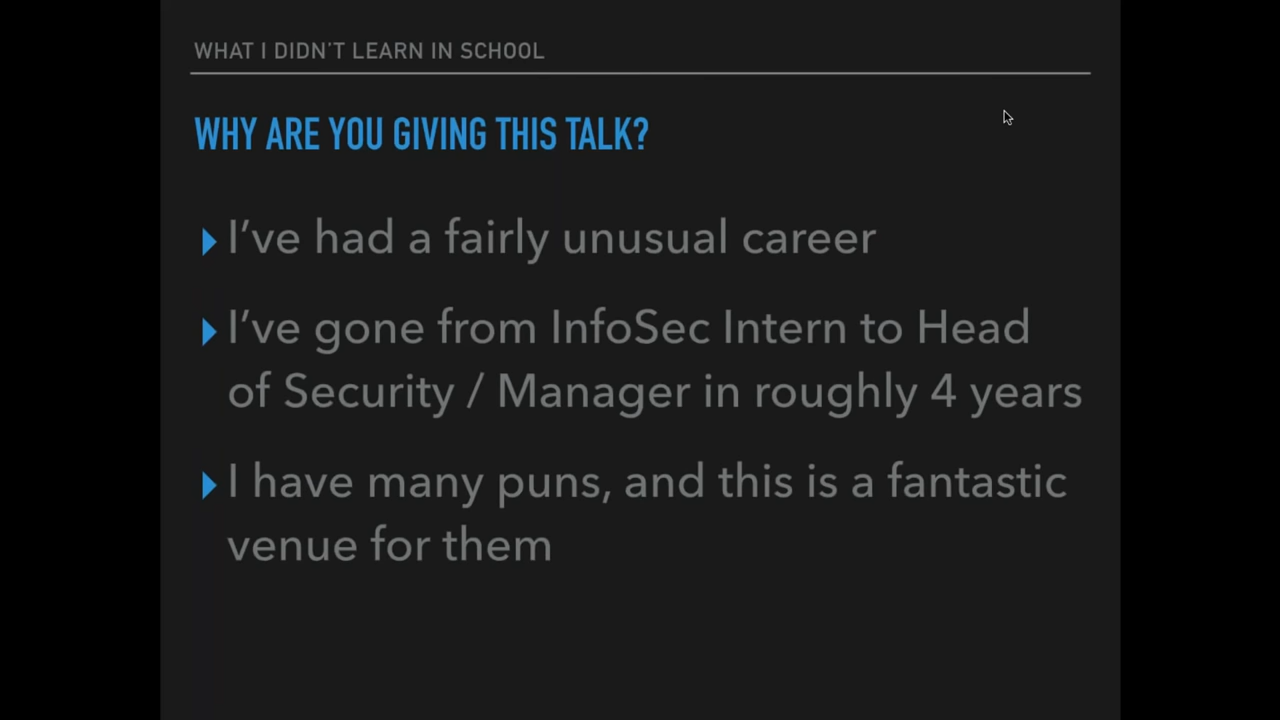 WHAT I DIDN'T LEARN IN SCHOOL
WHY ARE YOU GIVING THIS TALK?
I've had a fairly unusual career
I've gone from InfoSec Intern to Head
of Security / Manager in roughly 4 years
I have many puns, and this is a fantastic
venue for them